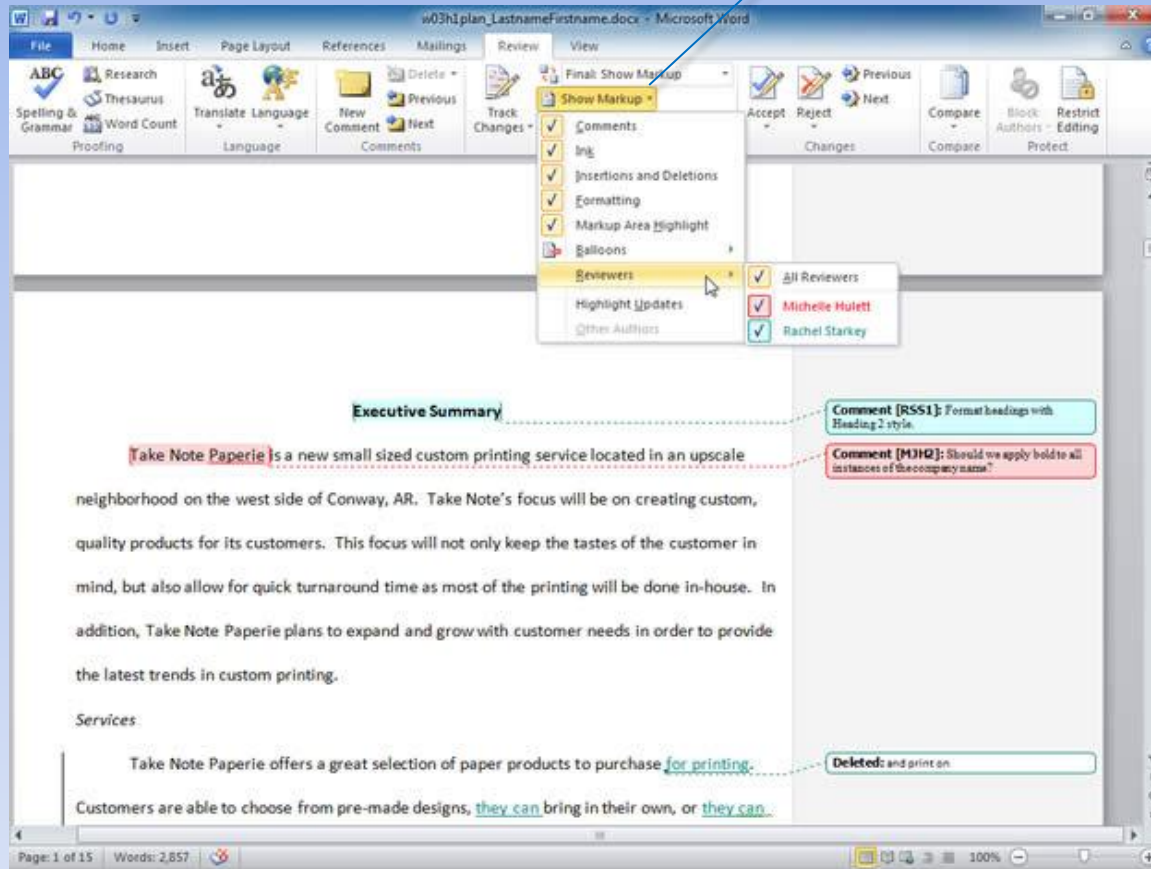 w03h1plan_LastnameFirstname.docx - Microsoft Word
File Home Insert Page Layout References Mailings Review View
ABC Spelling & Grammar
Research
Thesaurus
Word Count
Proofing
Translate Language
Language
New Comment
Delete
Previous
Next
Comments
Track Changes
Final: Show Markup
Show Markup
Accept Reject
Previous
Next
Changes
Compare
Compare
Block Authors
Restrict Editing
Protect
Comments
Ink
Insertions and Deletions
Formatting
Markup Area Highlight
Balloons
Reviewers
Highlight Updates
Other Authors
All Reviewers
Michelle Hulett
Rachel Starkey
Executive Summary
Comment [RSS1]: Format headings with
Heading 2 style.
Take Note Paperie is a new small sized custom printing service located in an upscale
Comment [MJH2]: Should we apply bold to all
instances of the company name?
neighborhood on the west side of Conway, AR. Take Note's focus will be on creating custom,
quality products for its customers. This focus will not only keep the tastes of the customer in
mind, but also allow for quick turnaround time as most of the printing will be done in-house. In
addition, Take Note Paperie plans to expand and grow with customer needs in order to provide
the latest trends in custom printing.
Services
Take Note Paperie offers a great selection of paper products to purchase for printing.
Deleted: and print on
Customers are able to choose from pre-made designs, they can bring in their own, or they can
Page: 1 of 15 Words: 2,857 100%